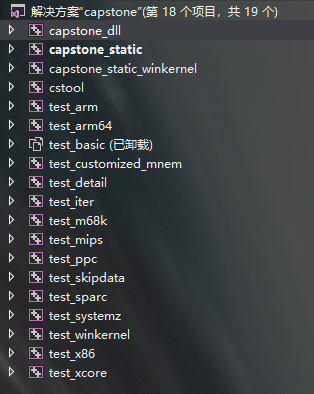 解决方案"capstone"(第 18 个项目，共 19 个)
capstone_dll
capstone_static
capstone_static_winkernel
cstool
test_arm
test_arm64
test_basic (已卸载)
test_customized_mnem
test_detail
test_iter
test_m68k
test_mips
test_ppc
test_skipdata
test_sparc
test_systemz
test_winkernel
test_x86
test_xcore